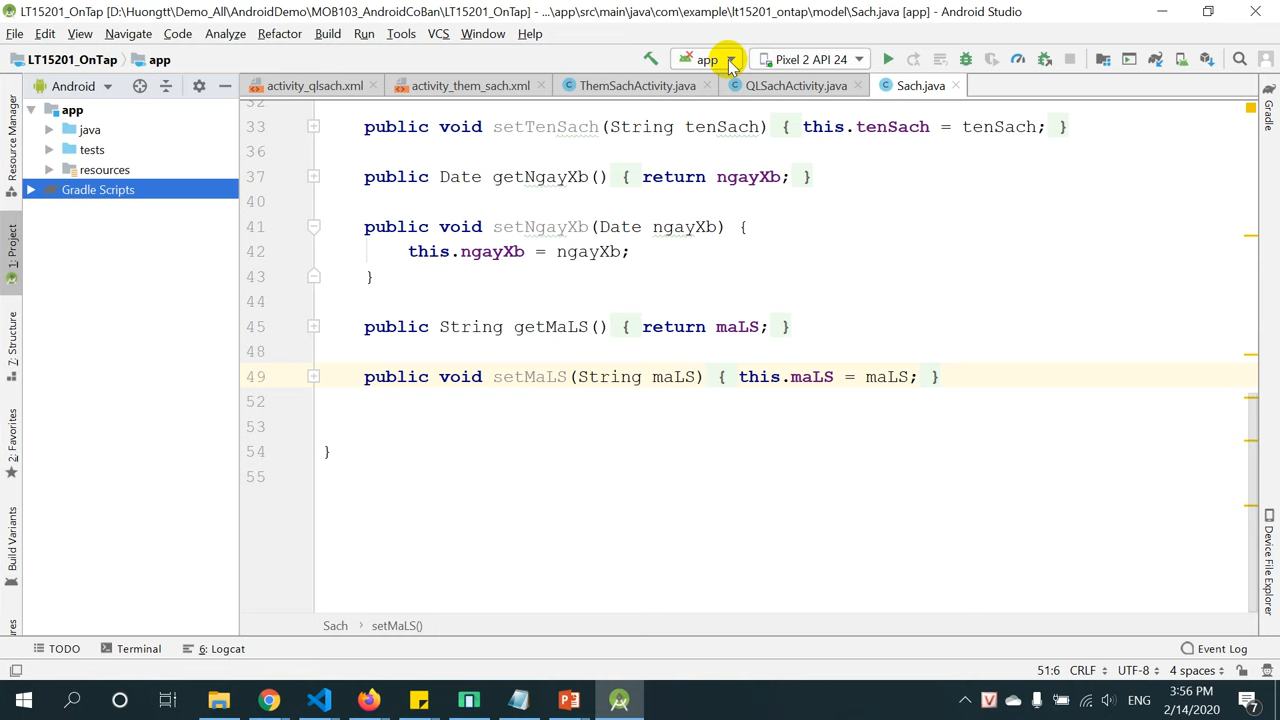 LT15201_OnTap [D:\Huongtt\Demo_All\AndroidDemo\MOB103_AndroidCoBan\LT15201_OnTap] - ...\app\src\main\java\com\example\lt15201_ontap\model\Sach.java [app] - Android Studio
File Edit View Navigate Code Analyze Refactor Build Run Tools VCS Window Help
LT15201_OnTap app app Pixel 2 API 24
Android activity_qlsach.xml activity_them_sach.xml ThemSachActivity.java QLSachActivity.java Sach.java
Resource Manager
1: Project
7: Structure
2: Favorites
Build Variants
app
java
tests
resources
Gradle Scripts
32
33 public void setTenSach(String tenSach) { this.tenSach = tenSach; }
36
37 public Date getNgayXb() { return ngayXb; }
40
41 public void setNgayXb(Date ngayXb) {
42 this.ngayXb = ngayXb;
43 }
44
45 public String getMaLS() { return maLS; }
48
49 public void setMaLS(String maLS) { this.maLS = maLS; }
52
53
54 }
55
Gradle
Device File Explorer
Sach setMaLS()
TODO Terminal 6: Logcat Event Log
51:6 CRLF UTF-8 4 spaces
ENG 3:56 PM
2/14/2020
7